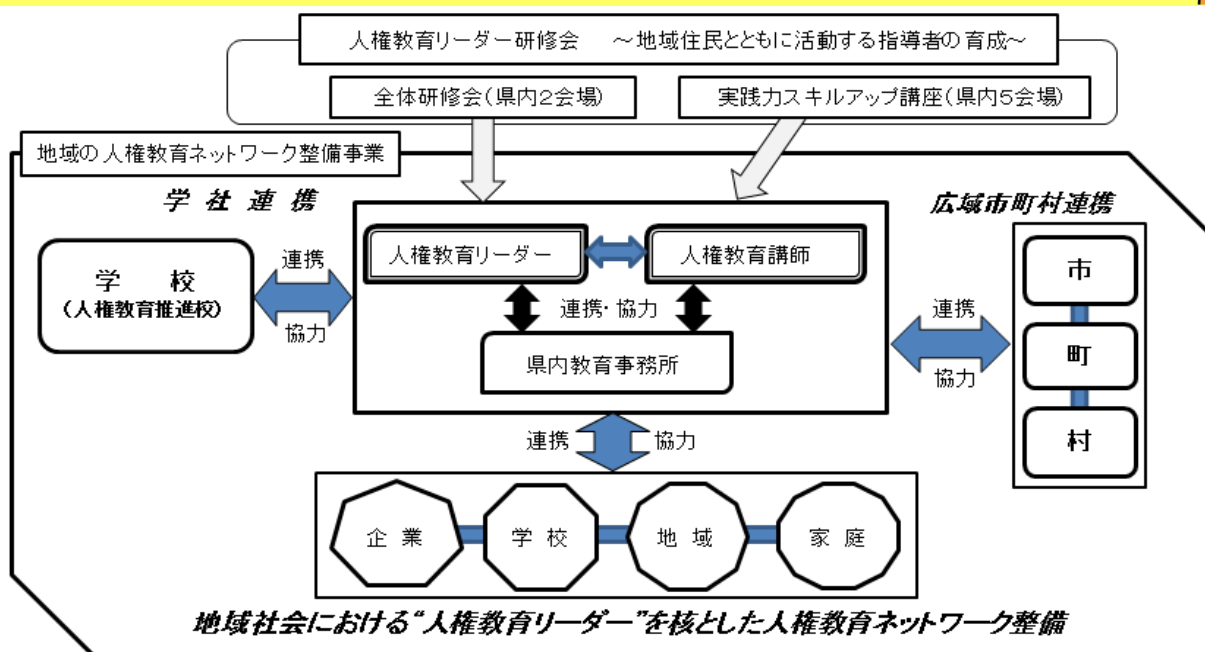 人権教育リーダー研修会 ～地域住民とともに活動する指導者の育成～
全体研修会(県内2会場)
実践力スキルアップ講座(県内5会場)
地域の人権教育ネットワーク整備事業
学社連携
広域市町村連携
人権教育リーダー
人権教育講師
連携・協力
県内教育事務所
学 校
(人権教育推進校)
連携
協力
連携
協力
市
町
村
連携
協力
企業
学校
地域
家庭
地域社会における“人権教育リーダー”を核とした人権教育ネットワーク整備